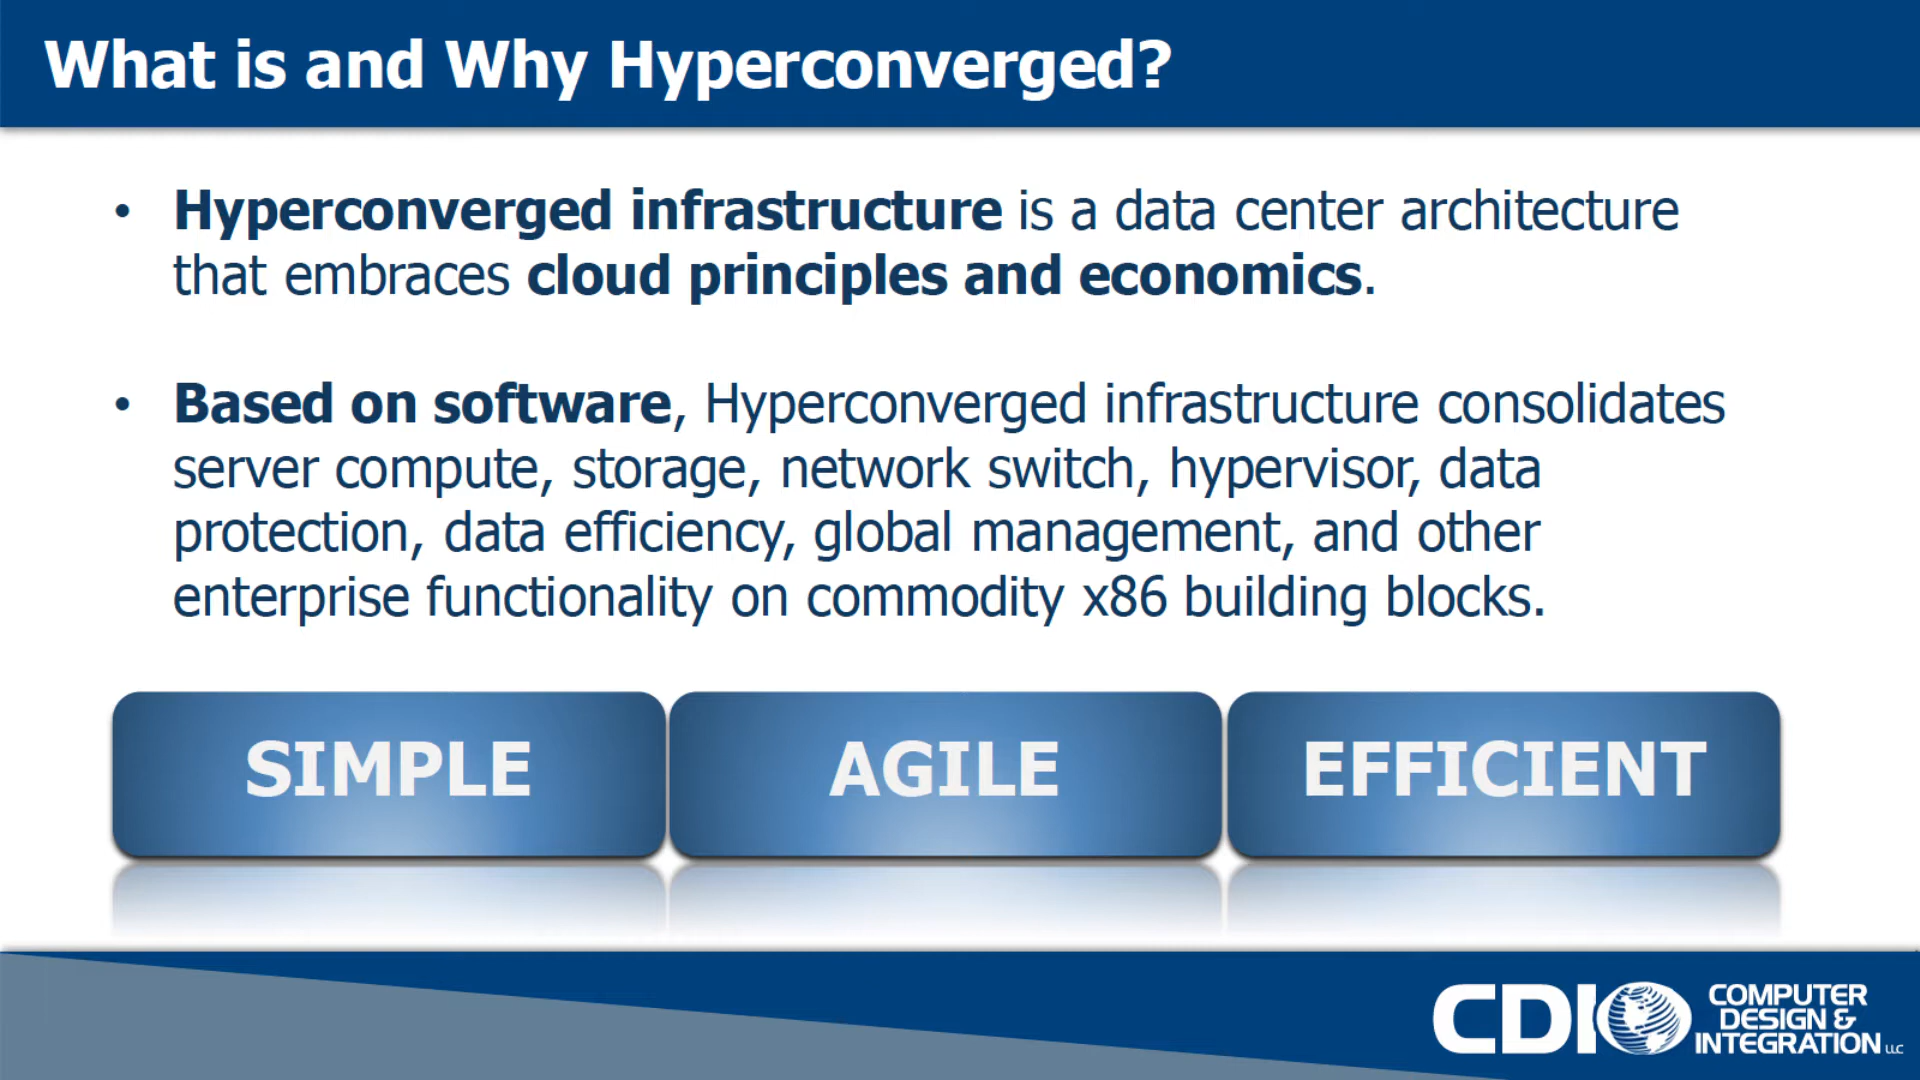 What is and Why Hyperconverged?
• Hyperconverged infrastructure is a data center architecture
that embraces cloud principles and economics.
• Based on software, Hyperconverged infrastructure consolidates
server compute, storage, network switch, hypervisor, data
protection, data efficiency, global management, and other
enterprise functionality on commodity x86 building blocks.
SIMPLE
AGILE
EFFICIENT
CDI
COMPUTER
DESIGN &
INTEGRATION LLC